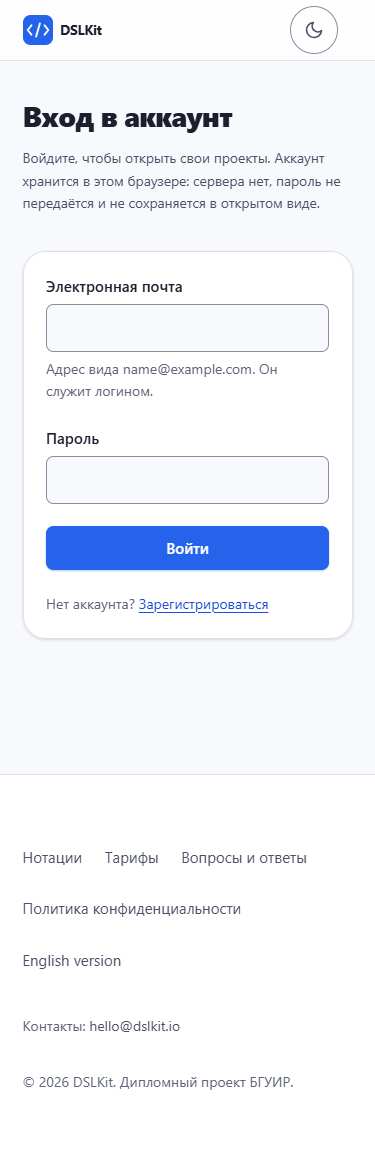 DSLKit
Вход в аккаунт
Войдите, чтобы открыть свои проекты. Аккаунт
хранится в этом браузере: сервера нет, пароль не
передаётся и не сохраняется в открытом виде.
Электронная почта
Адрес вида name@example.com. Он
служит логином.
Пароль
Войти
Нет аккаунта? Зарегистрироваться
Нотации Тарифы Вопросы и ответы
Политика конфиденциальности
English version
Контакты: hello@dslkit.io
© 2026 DSLKit. Дипломный проект БГУИР.